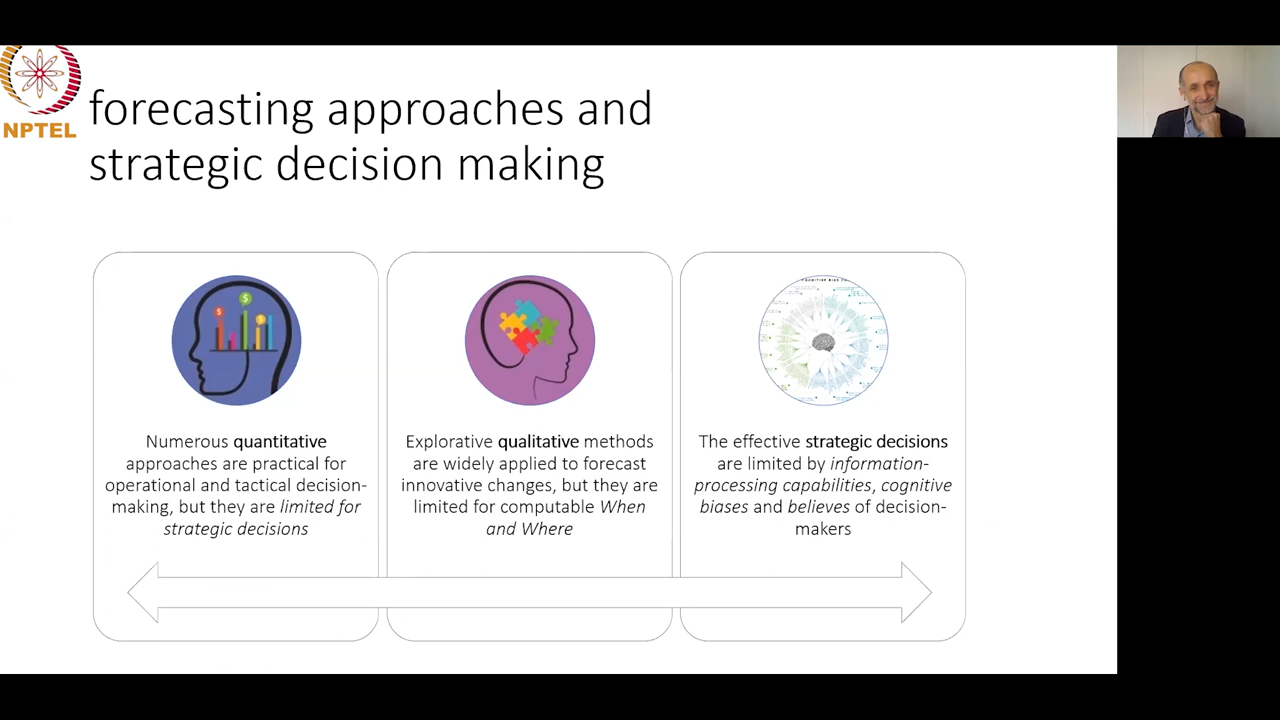 NPTEL
forecasting approaches and
strategic decision making
Numerous quantitative
approaches are practical for
operational and tactical decision-
making, but they are limited for
strategic decisions
Explorative qualitative methods
are widely applied to forecast
innovative changes, but they are
limited for computable When
and Where
The effective strategic decisions
are limited by information-
processing capabilities, cognitive
biases and believes of decision-
makers